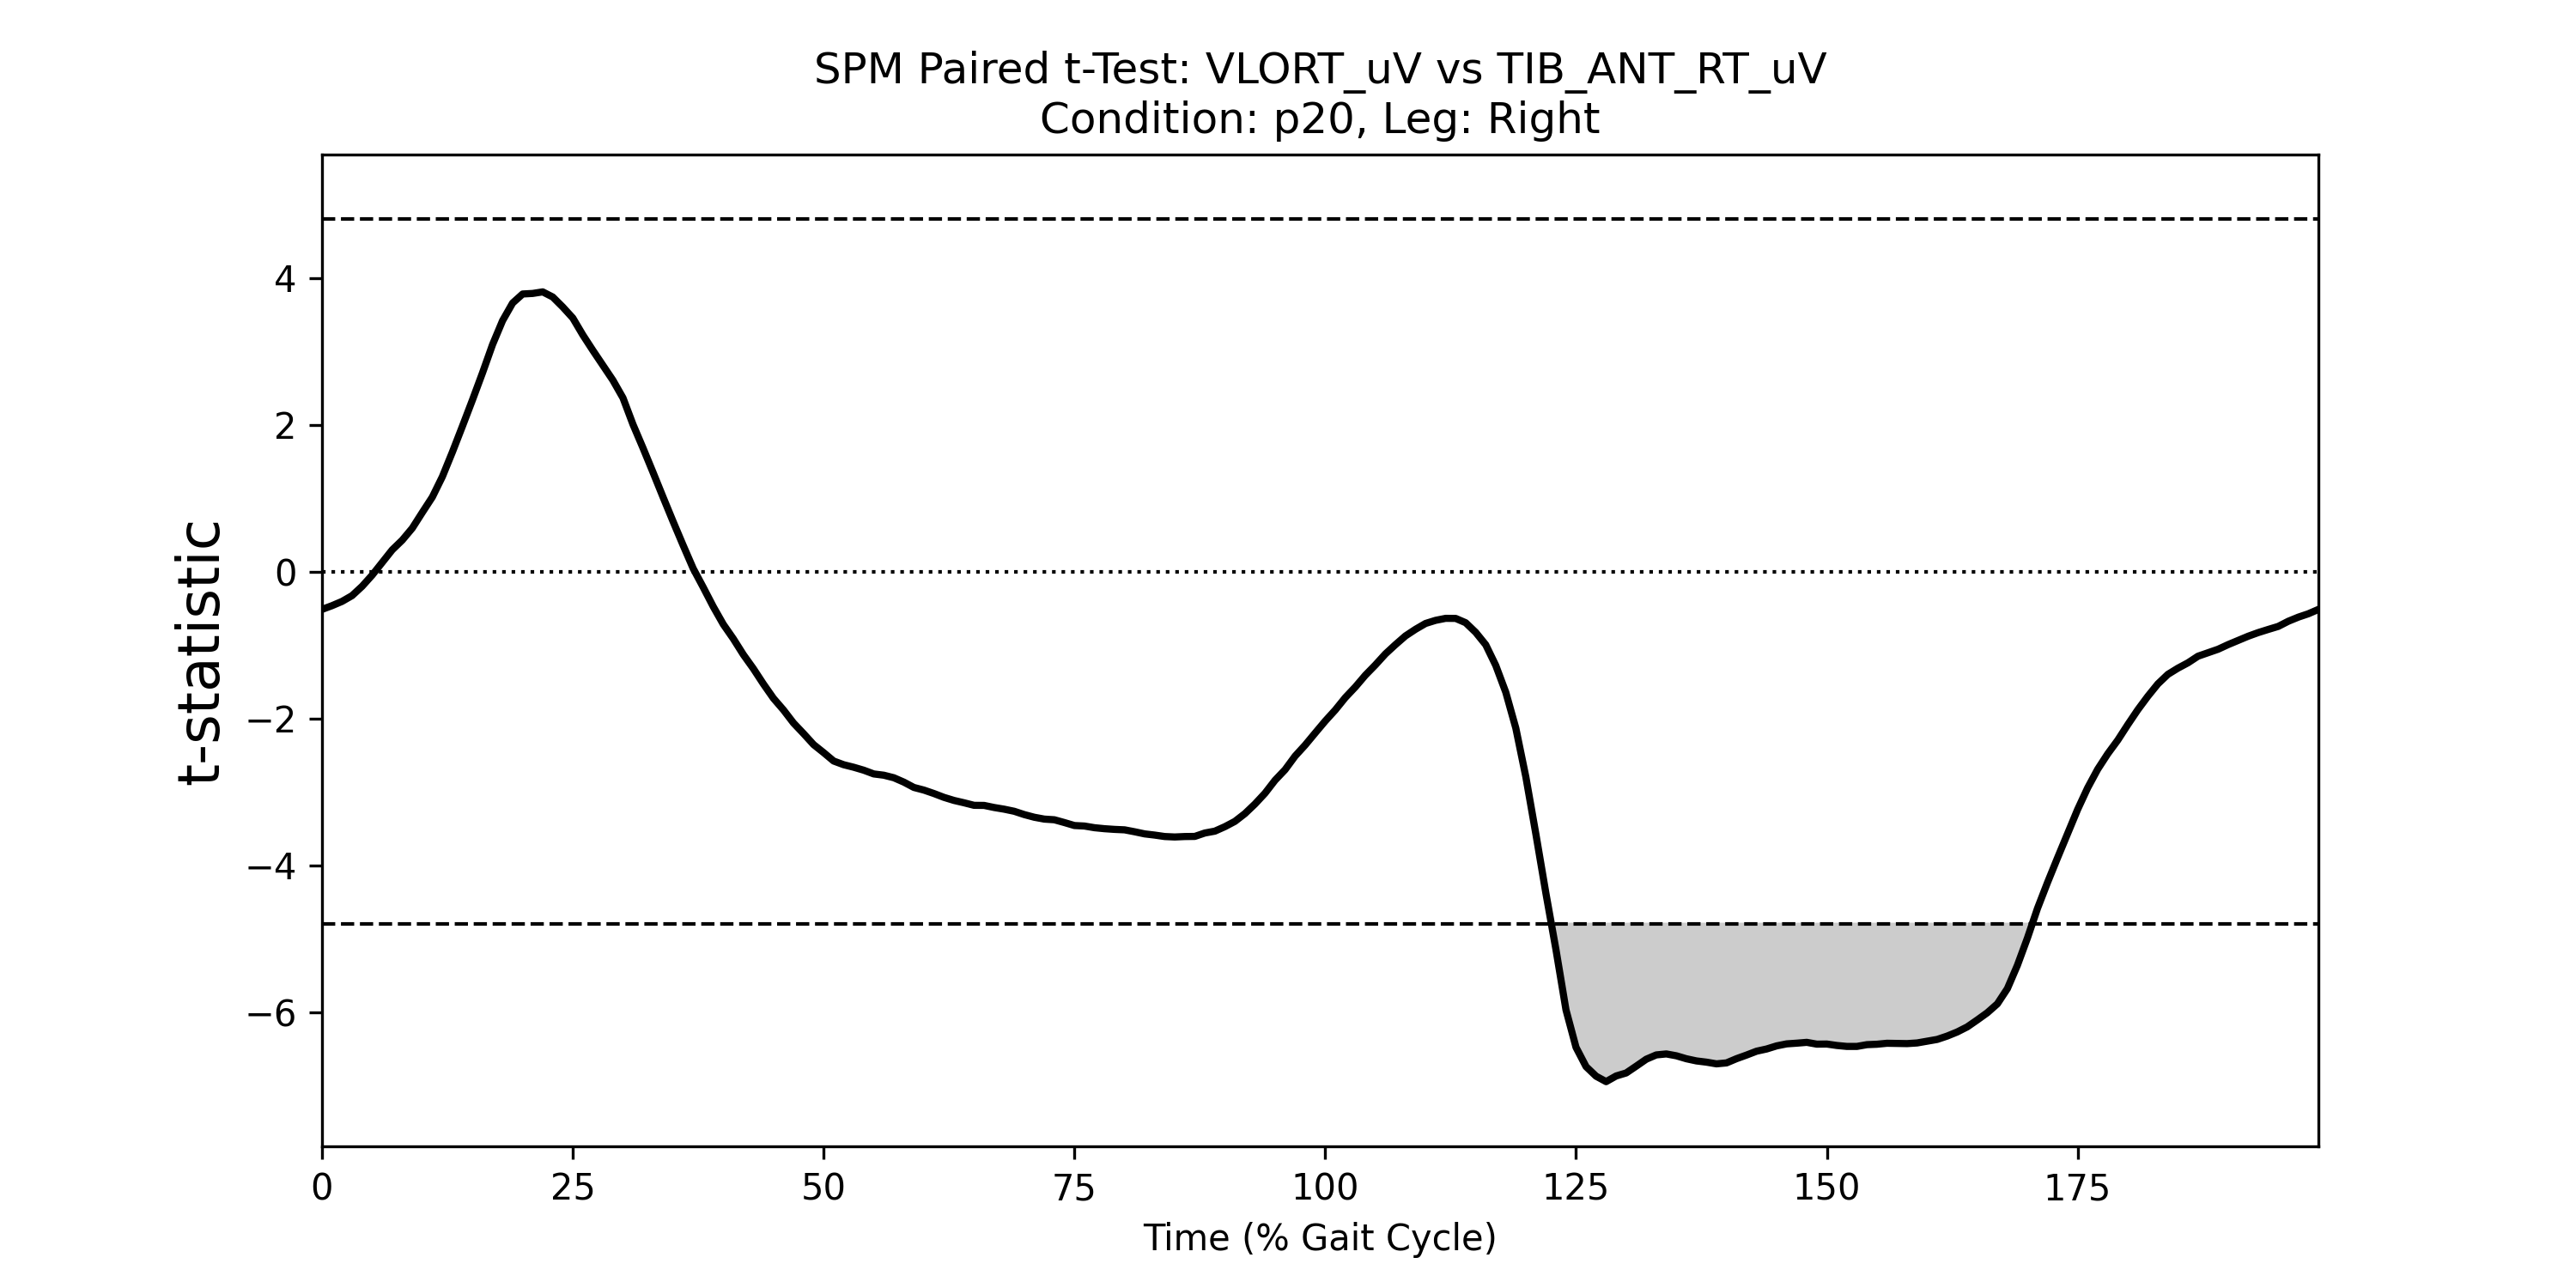 SPM Paired t-Test: VLORT_uV vs TIB_ANT_RT_uV
Condition: p20, Leg: Right
t-statistic
4
2
0
−2
−4
−6
0 25 50 75 100 125 150 175
Time (% Gait Cycle)